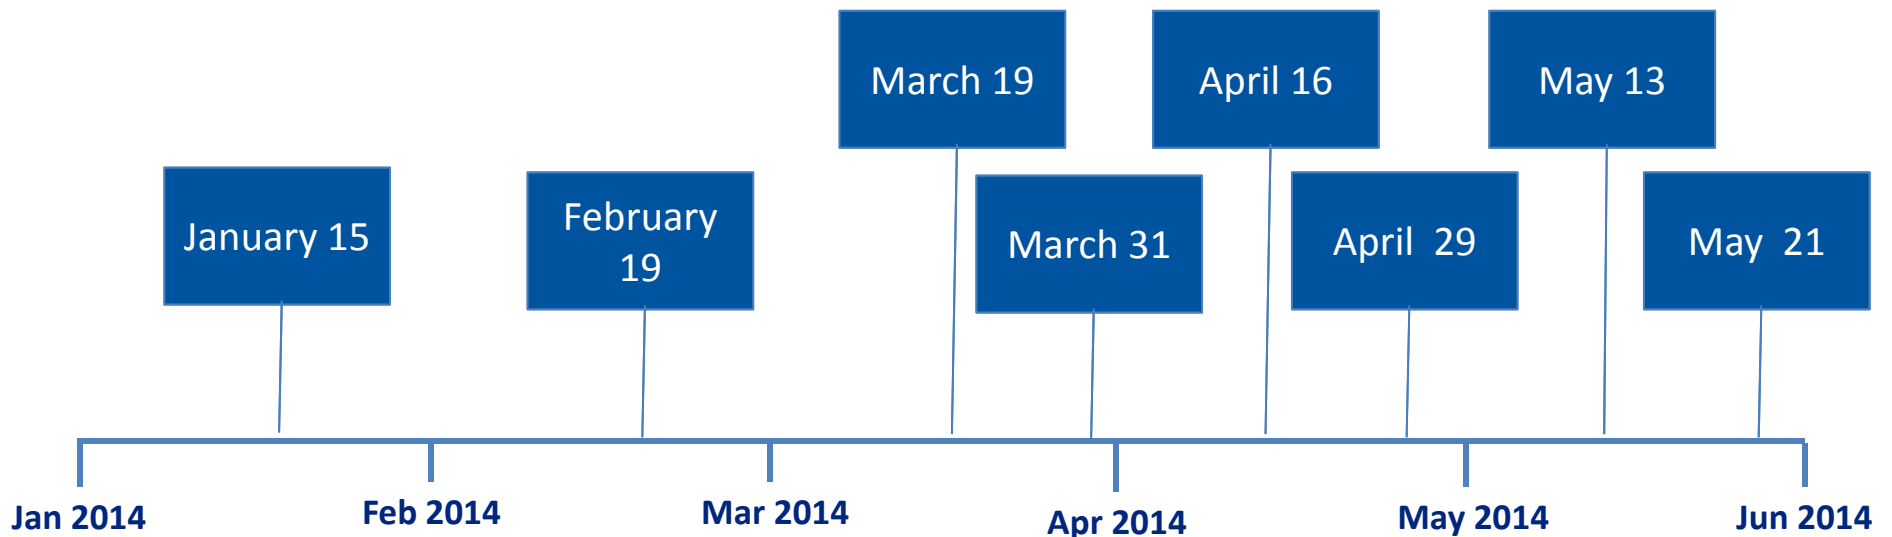 March 19
April 16
May 13
January 15
February
19
March 31
April  29
May  21
Jan 2014
Feb 2014
Mar 2014
Apr 2014
May 2014
Jun 2014